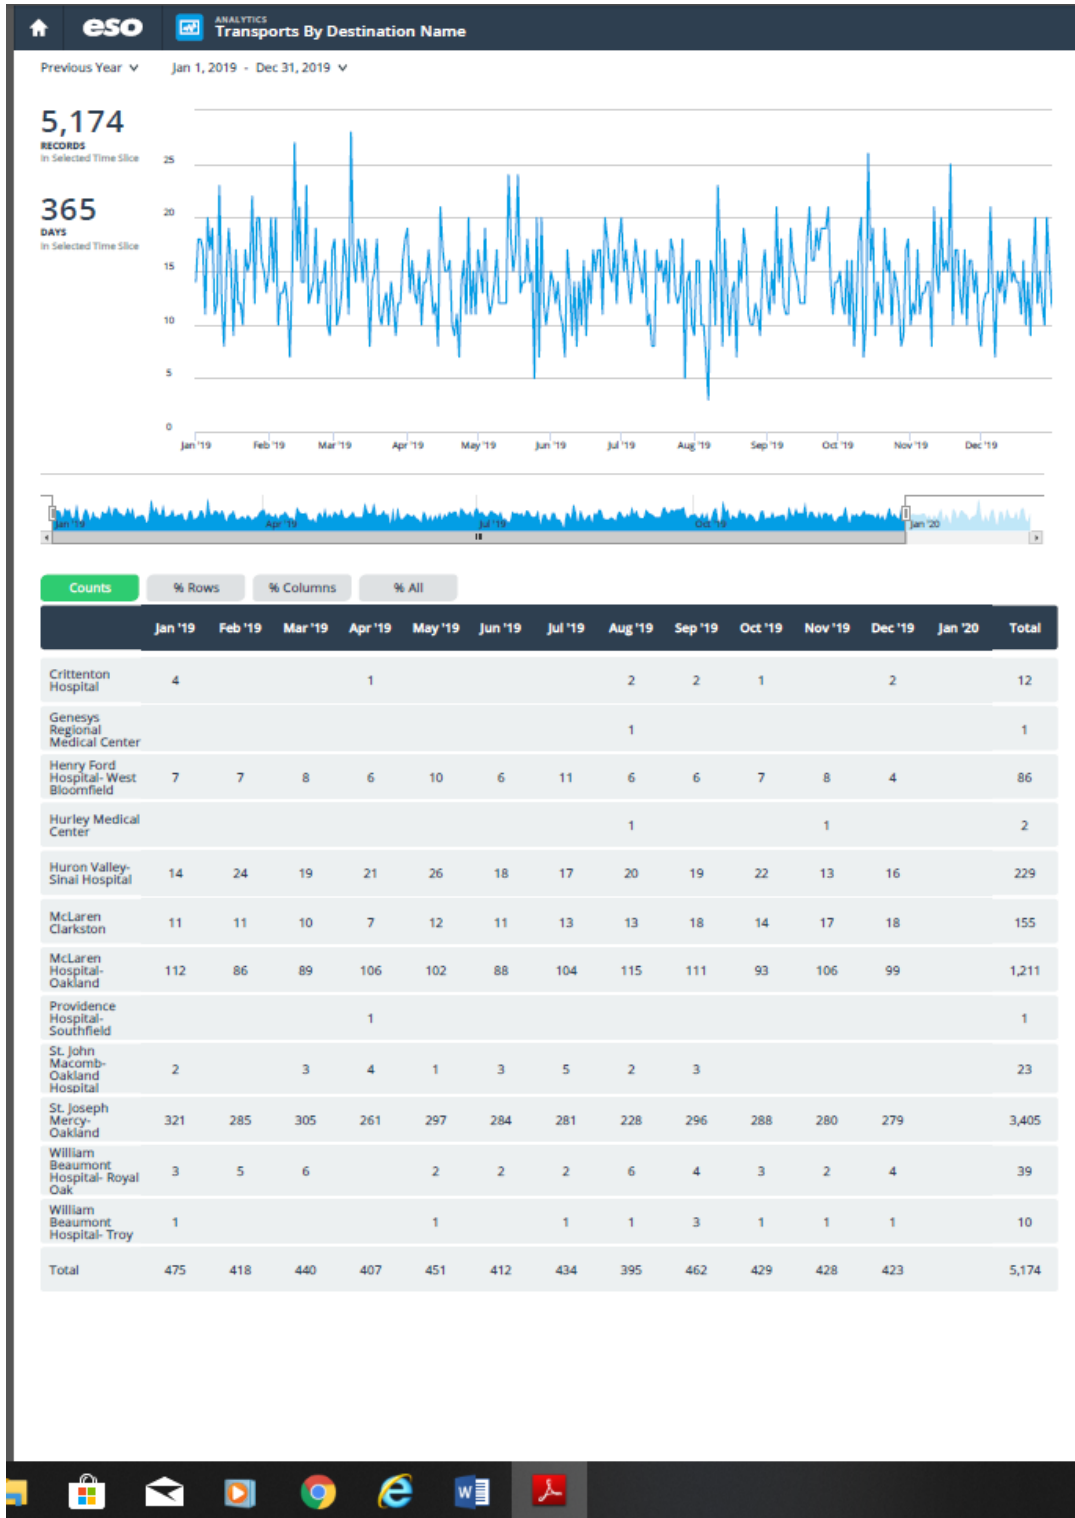 eso
ANALYTICS
Transports By Destination Name
Previous Year Jan 1, 2019 - Dec 31, 2019
5,174
RECORDS
In Selected Time Slice
365
DAYS
In Selected Time Slice
25
20
15
10
5
0
Jan '19 Feb '19 Mar '19 Apr '19 May '19 Jun '19 Jul '19 Aug '19 Sep '19 Oct '19 Nov '19 Dec '19
Jan '19 Apr '19 Jul '19 Oct '19 Jan '20
Counts % Rows % Columns % All
Jan '19 Feb '19 Mar '19 Apr '19 May '19 Jun '19 Jul '19 Aug '19 Sep '19 Oct '19 Nov '19 Dec '19 Jan '20 Total
Crittenton
Hospital 4 1 2 2 1 2 12
Genesys
Regional
Medical Center 1 1
Henry Ford
Hospital- West
Bloomfield 7 7 8 6 10 6 11 6 6 7 8 4 86
Hurley Medical
Center 1 1 2
Huron Valley-
Sinai Hospital 14 24 19 21 26 18 17 20 19 22 13 16 229
McLaren
Clarkston 11 11 10 7 12 11 13 13 18 14 17 18 155
McLaren
Hospital-
Oakland 112 86 89 106 102 88 104 115 111 93 106 99 1,211
Providence
Hospital-
Southfield 1 1
St. John
Macomb-
Oakland
Hospital 2 3 4 1 3 5 2 3 23
St. Joseph
Mercy-
Oakland 321 285 305 261 297 284 281 228 296 288 280 279 3,405
William
Beaumont
Hospital- Royal
Oak 3 5 6 2 2 2 6 4 3 2 4 39
William
Beaumont
Hospital- Troy 1 1 1 1 3 1 1 1 10
Total 475 418 440 407 451 412 434 395 462 429 428 423 5,174